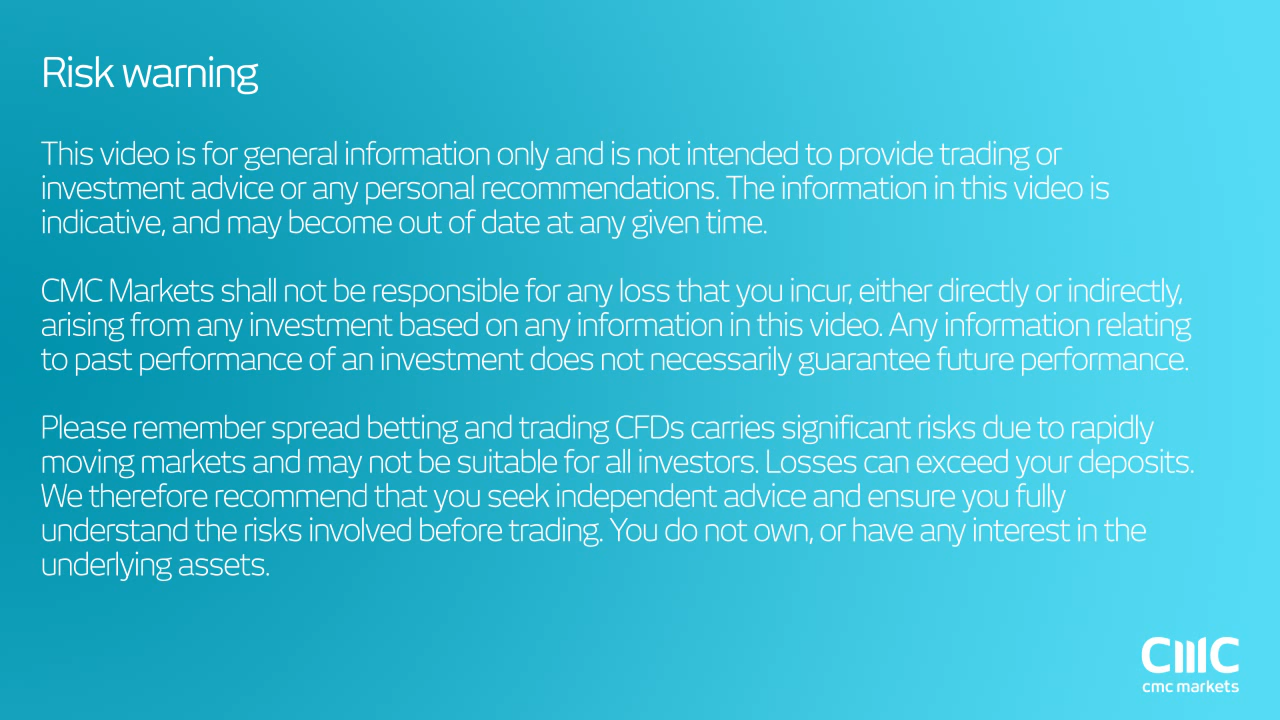 Risk warning
This video is for general information only and is not intended to provide trading or
investment advice or any personal recommendations. The information in this video is
indicative, and may become out of date at any given time.
CMC Markets shall not be responsible for any loss that you incur, either directly or indirectly,
arising from any investment based on any information in this video. Any information relating
to past performance of an investment does not necessarily guarantee future performance.
Please remember spread betting and trading CFDs carries significant risks due to rapidly
moving markets and may not be suitable for all investors. Losses can exceed your deposits.
We therefore recommend that you seek independent advice and ensure you fully
understand the risks involved before trading. You do not own, or have any interest in the
underlying assets.
CMC
cmc markets